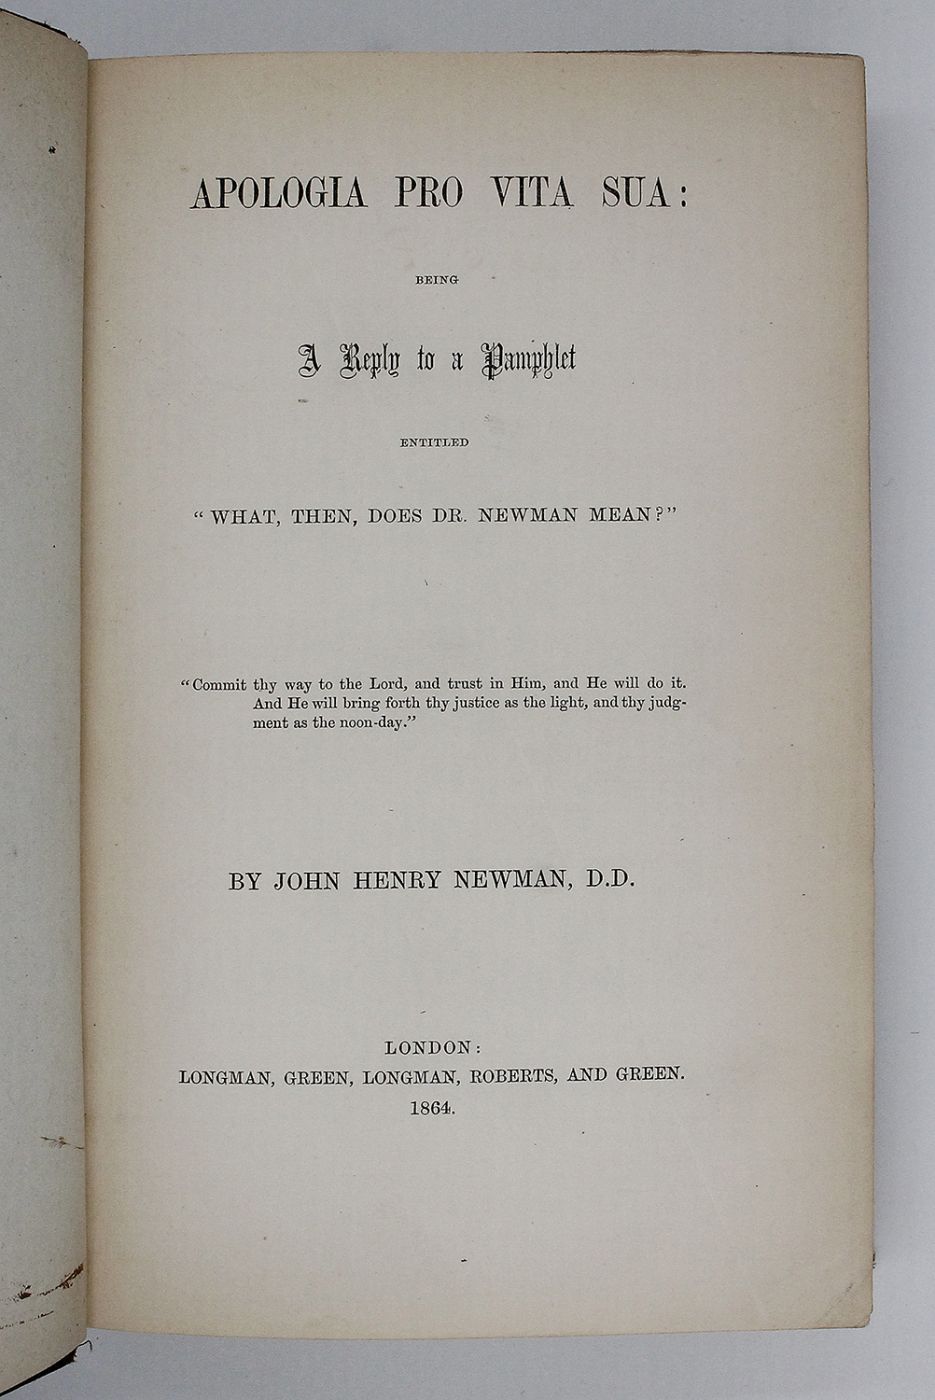 APOLOGIA PRO VITA SUA:
BEING
A Reply to a Pamphlet
ENTITLED
“WHAT, THEN, DOES DR. NEWMAN MEAN?”
“Commit thy way to the Lord, and trust in Him, and He will do it.
And He will bring forth thy justice as the light, and thy judg-
ment as the noon-day.”
BY JOHN HENRY NEWMAN, D.D.
LONDON:
LONGMAN, GREEN, LONGMAN, ROBERTS, AND GREEN.
1864.